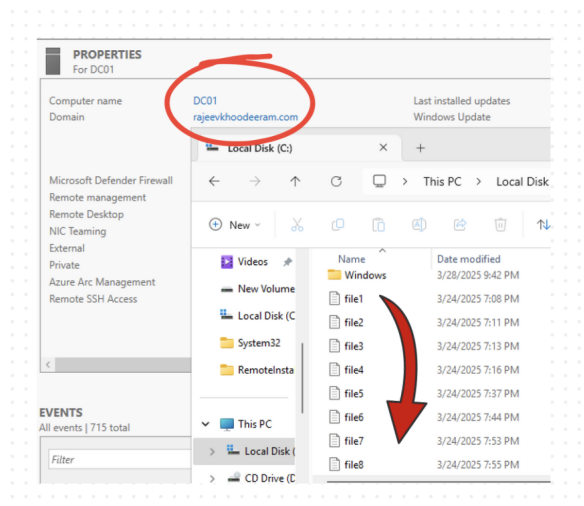 PROPERTIES
For DC01
Computer name DC01 Last installed updates
Domain rajeevkhoodeeram.com Windows Update
Local Disk (C:)
This PC > Local Disk
Microsoft Defender Firewall
Remote management
Remote Desktop
NIC Teaming
External
Private
Azure Arc Management
Remote SSH Access
New
Videos
New Volume
Local Disk (C
System32
RemoteInsta
This PC
Local Disk (
CD Drive (D
Name Date modified
Windows 3/28/2025 9:42 PM
file1 3/24/2025 7:08 PM
file2 3/24/2025 7:11 PM
file3 3/24/2025 7:13 PM
file4 3/24/2025 7:16 PM
file5 3/24/2025 7:37 PM
file6 3/24/2025 7:44 PM
file7 3/24/2025 7:53 PM
file8 3/24/2025 7:55 PM
EVENTS
All events | 715 total
Filter